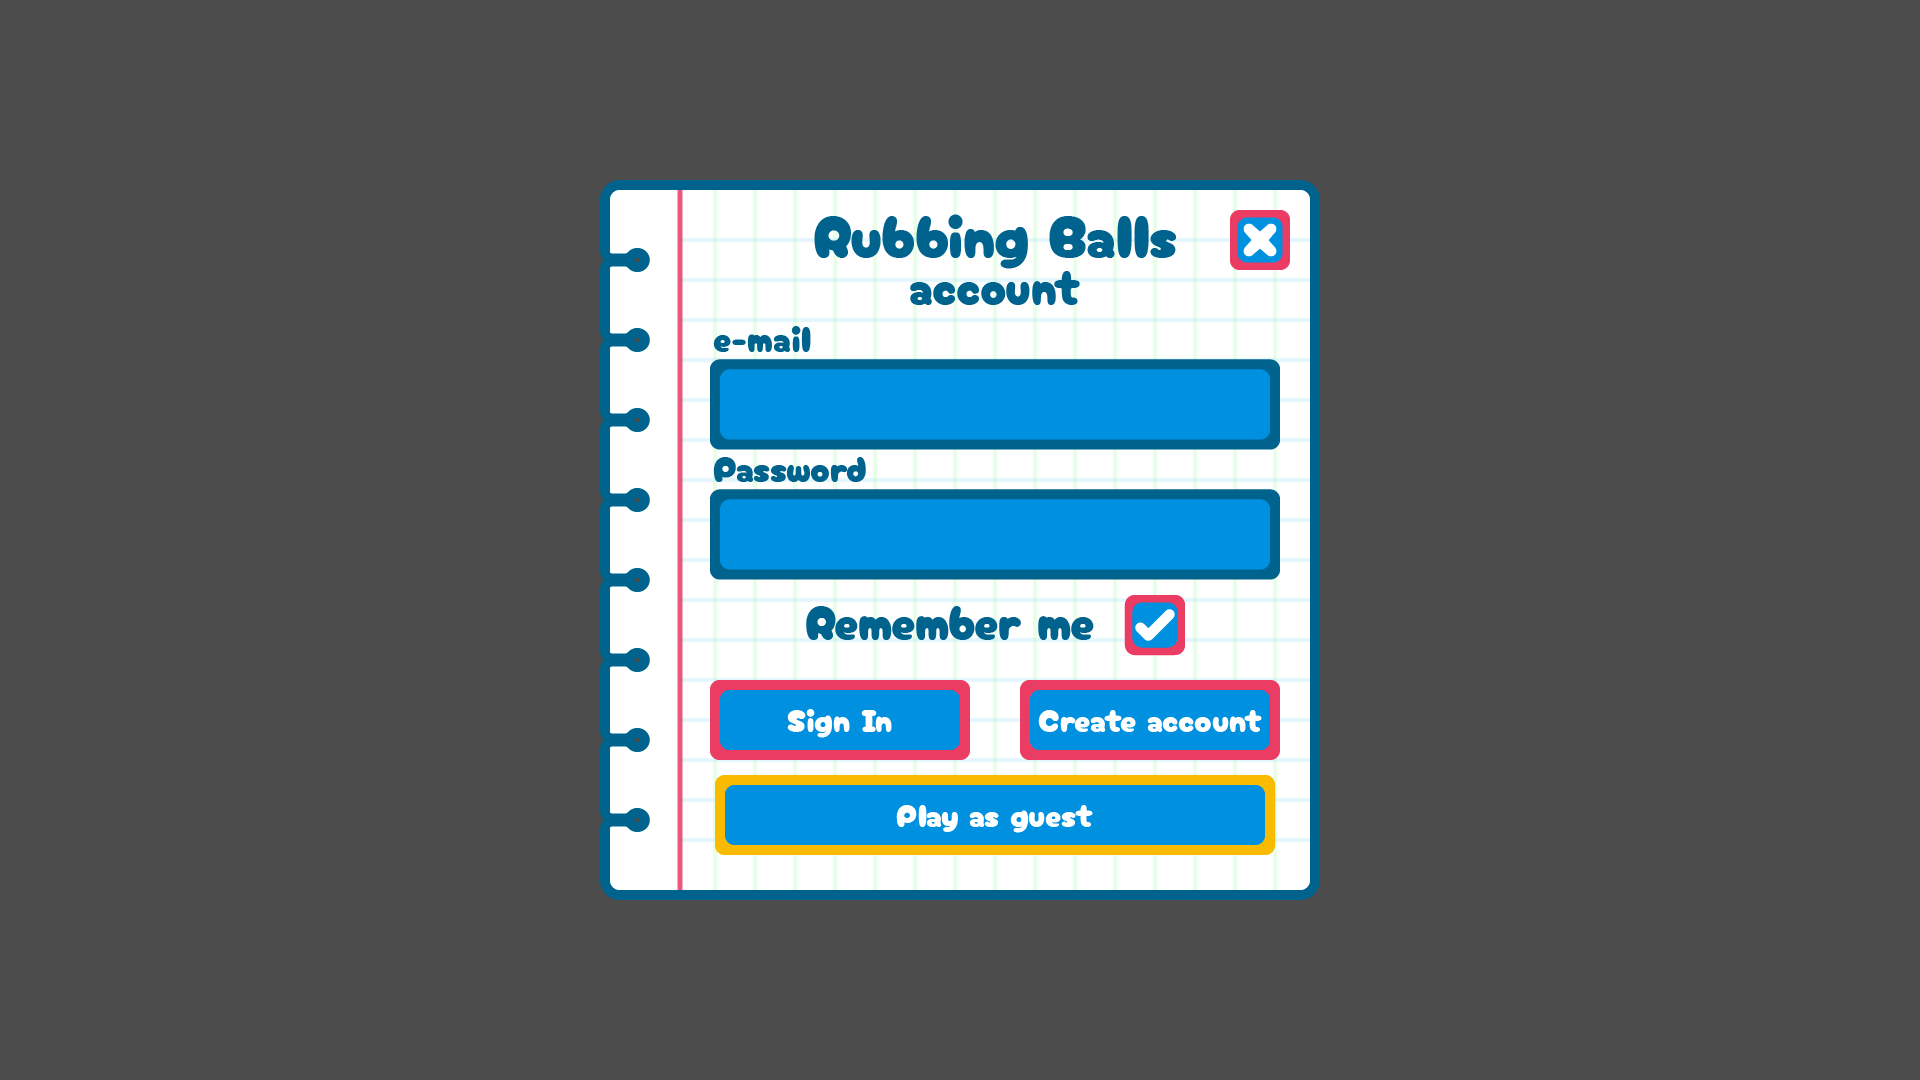 Rubbing Balls
account
e-mail
Password
Remember me
Sign In
Create account
Play as guest